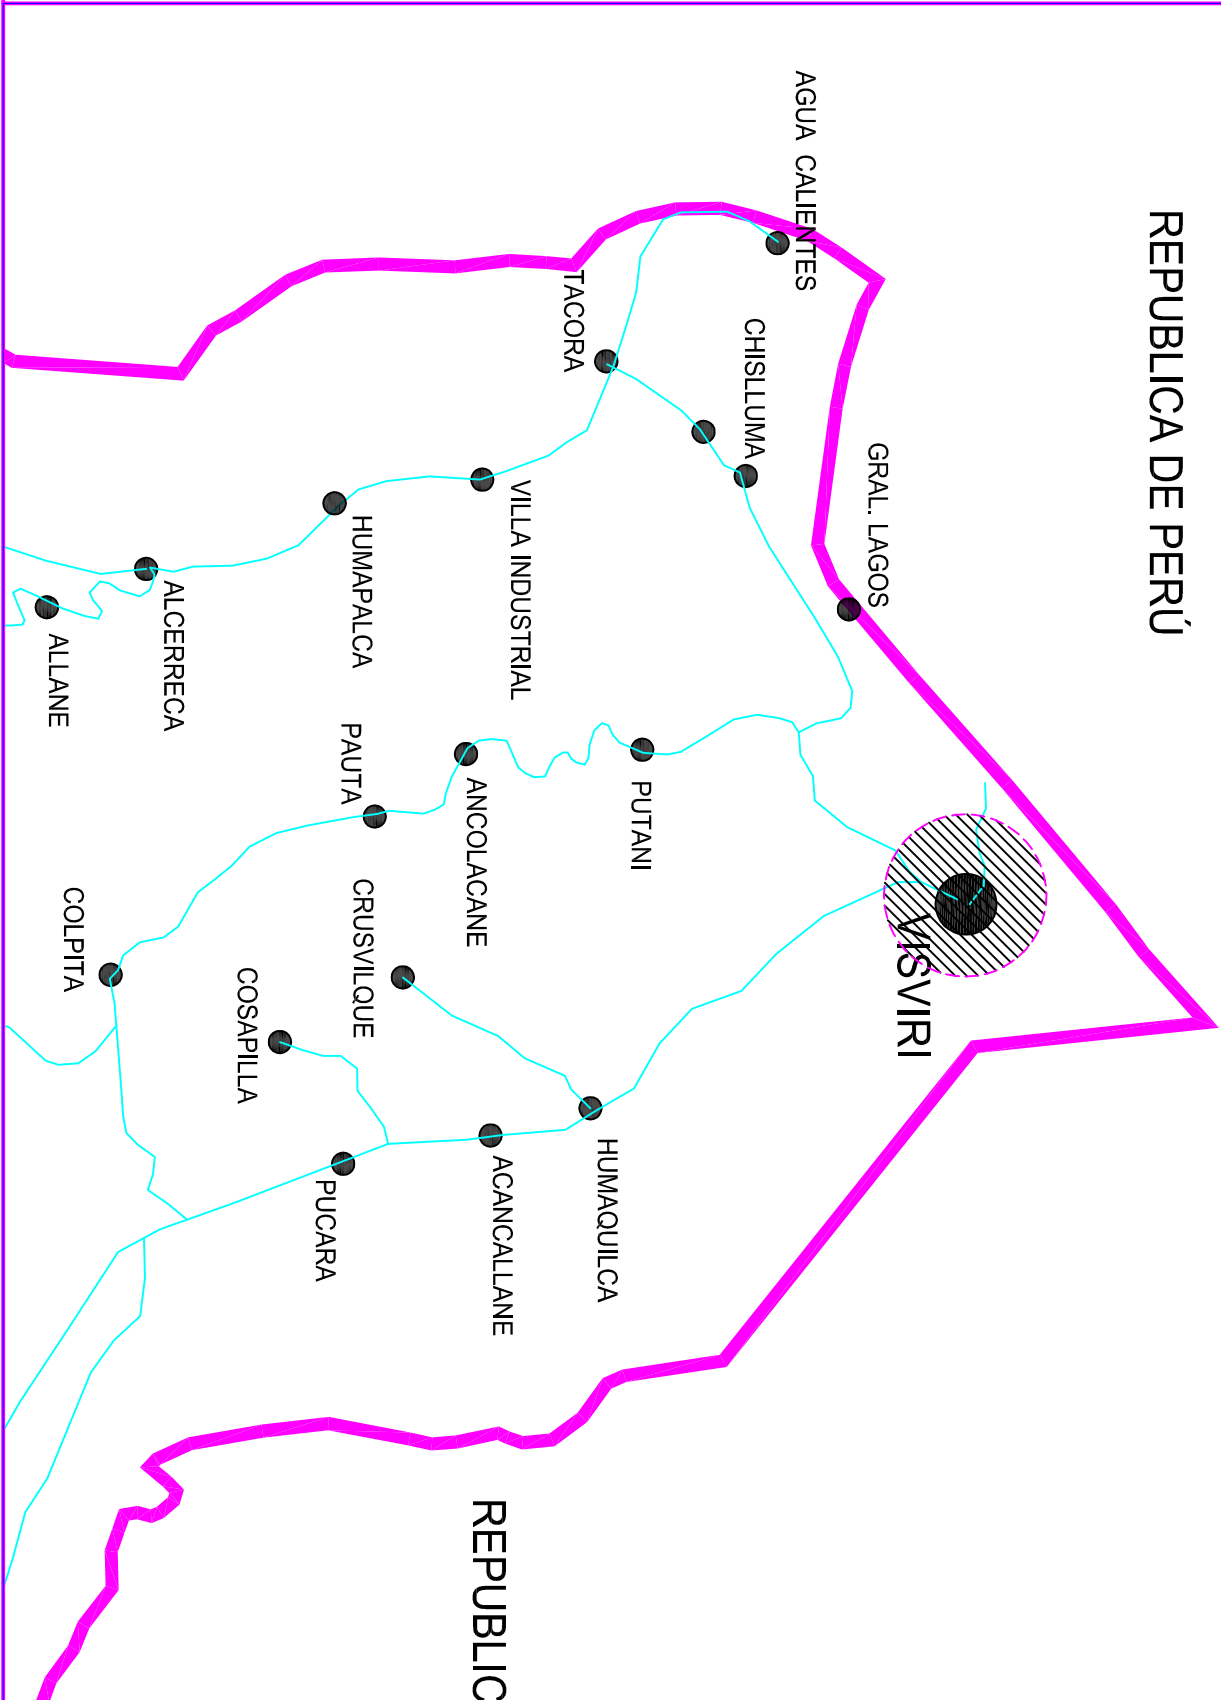 REPUBLICA DE PERÚ
VISVIRI
GRAL. LAGOS
AGUA CALIENTES
CHISLLUMA
TACORA
PUTANI
HUMAQUILCA
VILLA INDUSTRIAL
ANCOLACANE
ACANCALLANE
REPUBLIC
HUMAPALCA
PAUTA
CRUSVILQUE
PUCARA
COSAPILLA
ALCERRECA
COLPITA
ALLANE